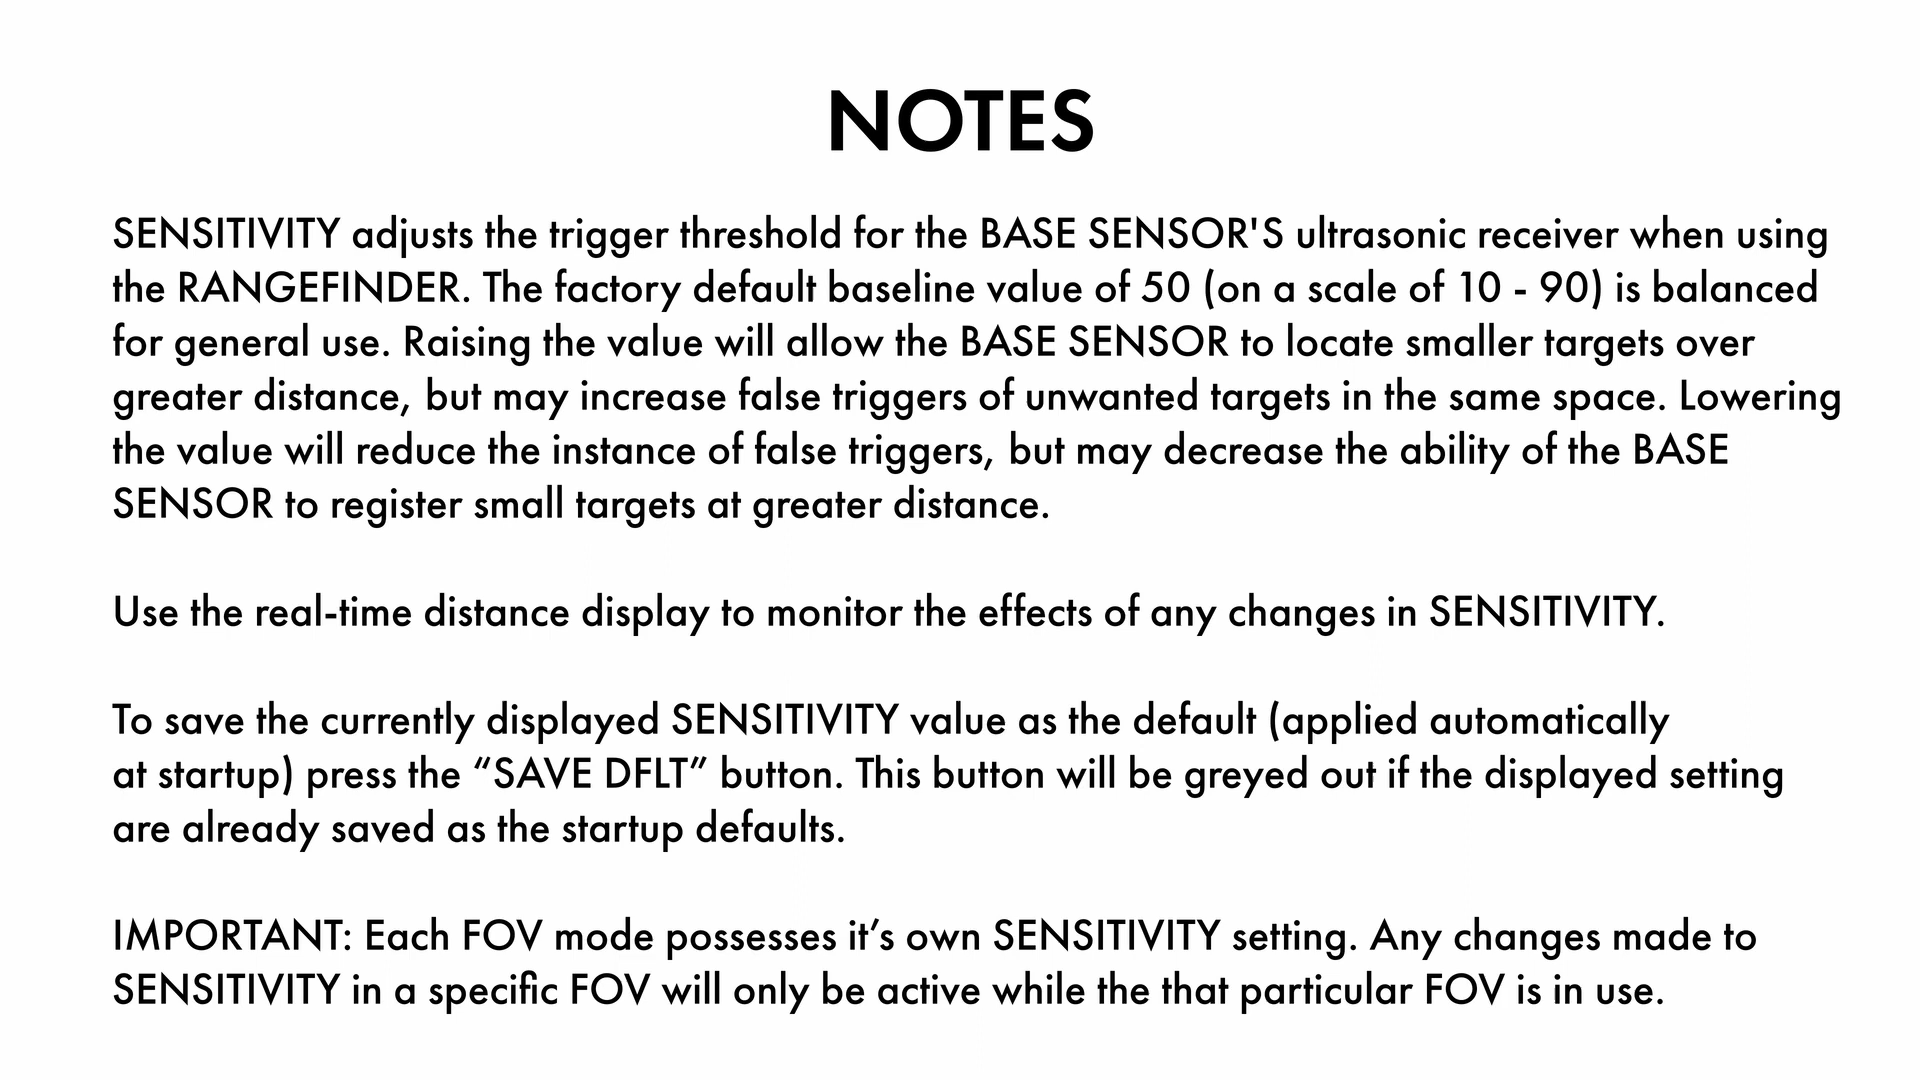 NOTES
SENSITIVITY adjusts the trigger threshold for the BASE SENSOR'S ultrasonic receiver when using
the RANGEFINDER. The factory default baseline value of 50 (on a scale of 10 - 90) is balanced
for general use. Raising the value will allow the BASE SENSOR to locate smaller targets over
greater distance, but may increase false triggers of unwanted targets in the same space. Lowering
the value will reduce the instance of false triggers, but may decrease the ability of the BASE
SENSOR to register small targets at greater distance.
Use the real-time distance display to monitor the effects of any changes in SENSITIVITY.
To save the currently displayed SENSITIVITY value as the default (applied automatically
at startup) press the “SAVE DFLT” button. This button will be greyed out if the displayed setting
are already saved as the startup defaults.
IMPORTANT: Each FOV mode possesses it’s own SENSITIVITY setting. Any changes made to
SENSITIVITY in a specific FOV will only be active while the that particular FOV is in use.